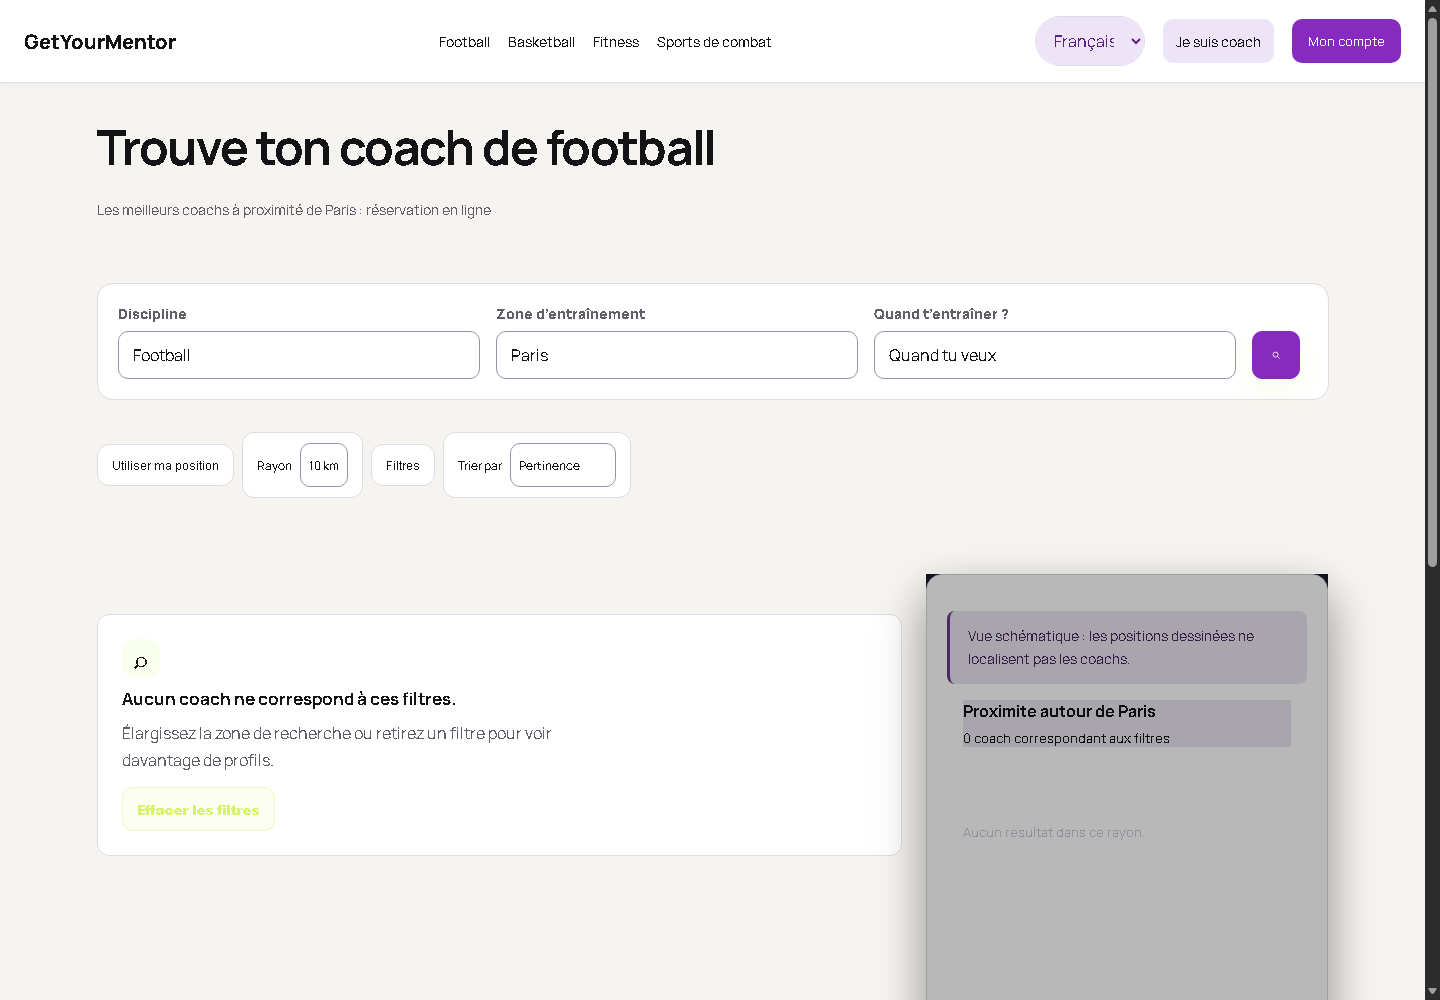 GetYourMentor
Football Basketball Fitness Sports de combat
Français
Je suis coach
Mon compte
Trouve ton coach de football
Les meilleurs coachs à proximité de Paris : réservation en ligne
Discipline
Football
Zone d’entraînement
Paris
Quand t’entraîner ?
Quand tu veux
Utiliser ma position
Rayon 10 km
Filtres
Trier par Pertinence
Aucun coach ne correspond à ces filtres.
Élargissez la zone de recherche ou retirez un filtre pour voir
davantage de profils.
Effacer les filtres
Vue schématique : les positions dessinées ne
localisent pas les coachs.
Proximite autour de Paris
0 coach correspondant aux filtres
Aucun resultat dans ce rayon.